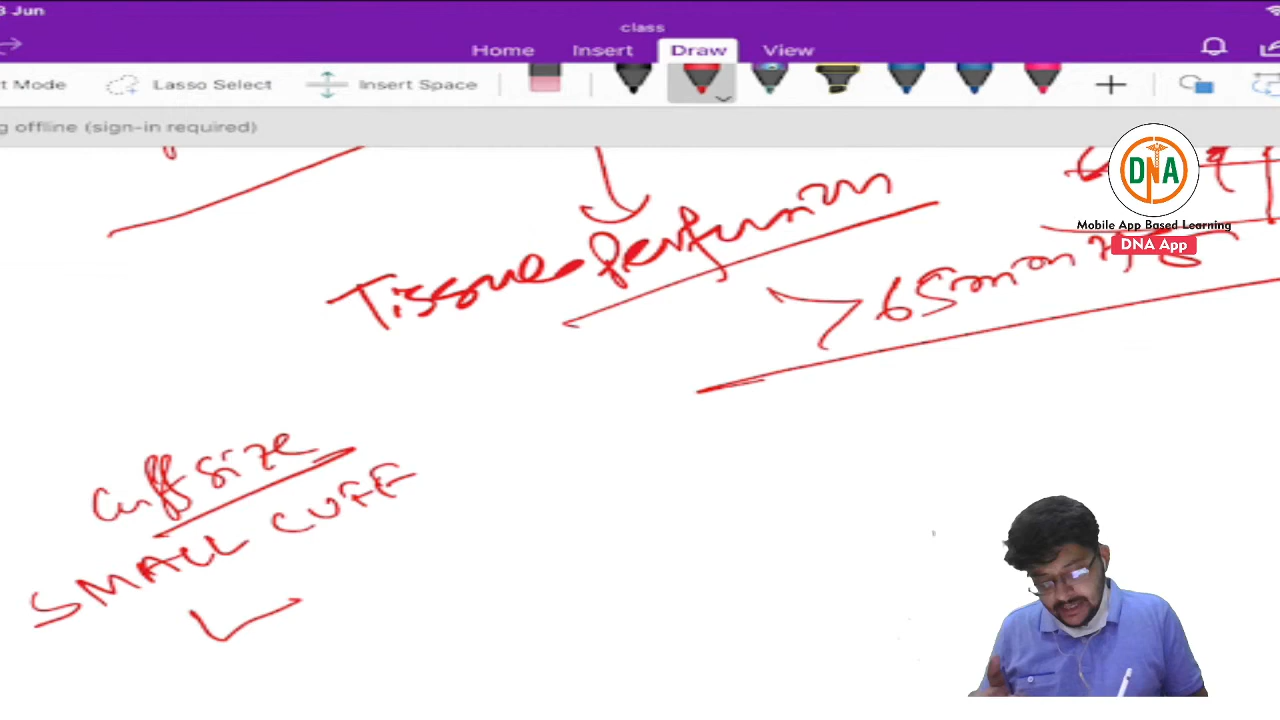 3 Jun
class
Home Insert Draw View
t Mode Lasso Select Insert Space
g offline (sign-in required)
DNA
Mobile App Based Learning
DNA App
Tissue perfusion
>65mm Hg
Cuff size
SMALL CUFF